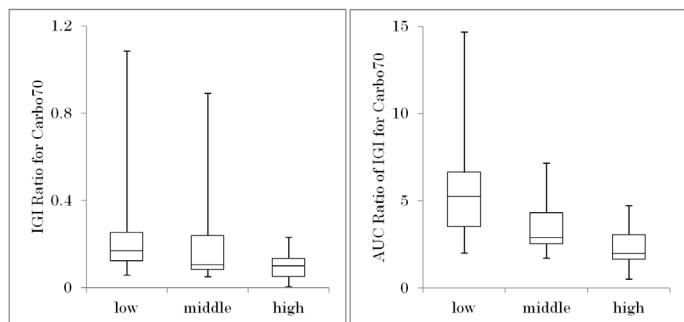 IGI Ratio for Carbo70
1.2
0.8
0.4
0
low middle high
AUC Ratio of IGI for Carbo70
15
10
5
0
low middle high